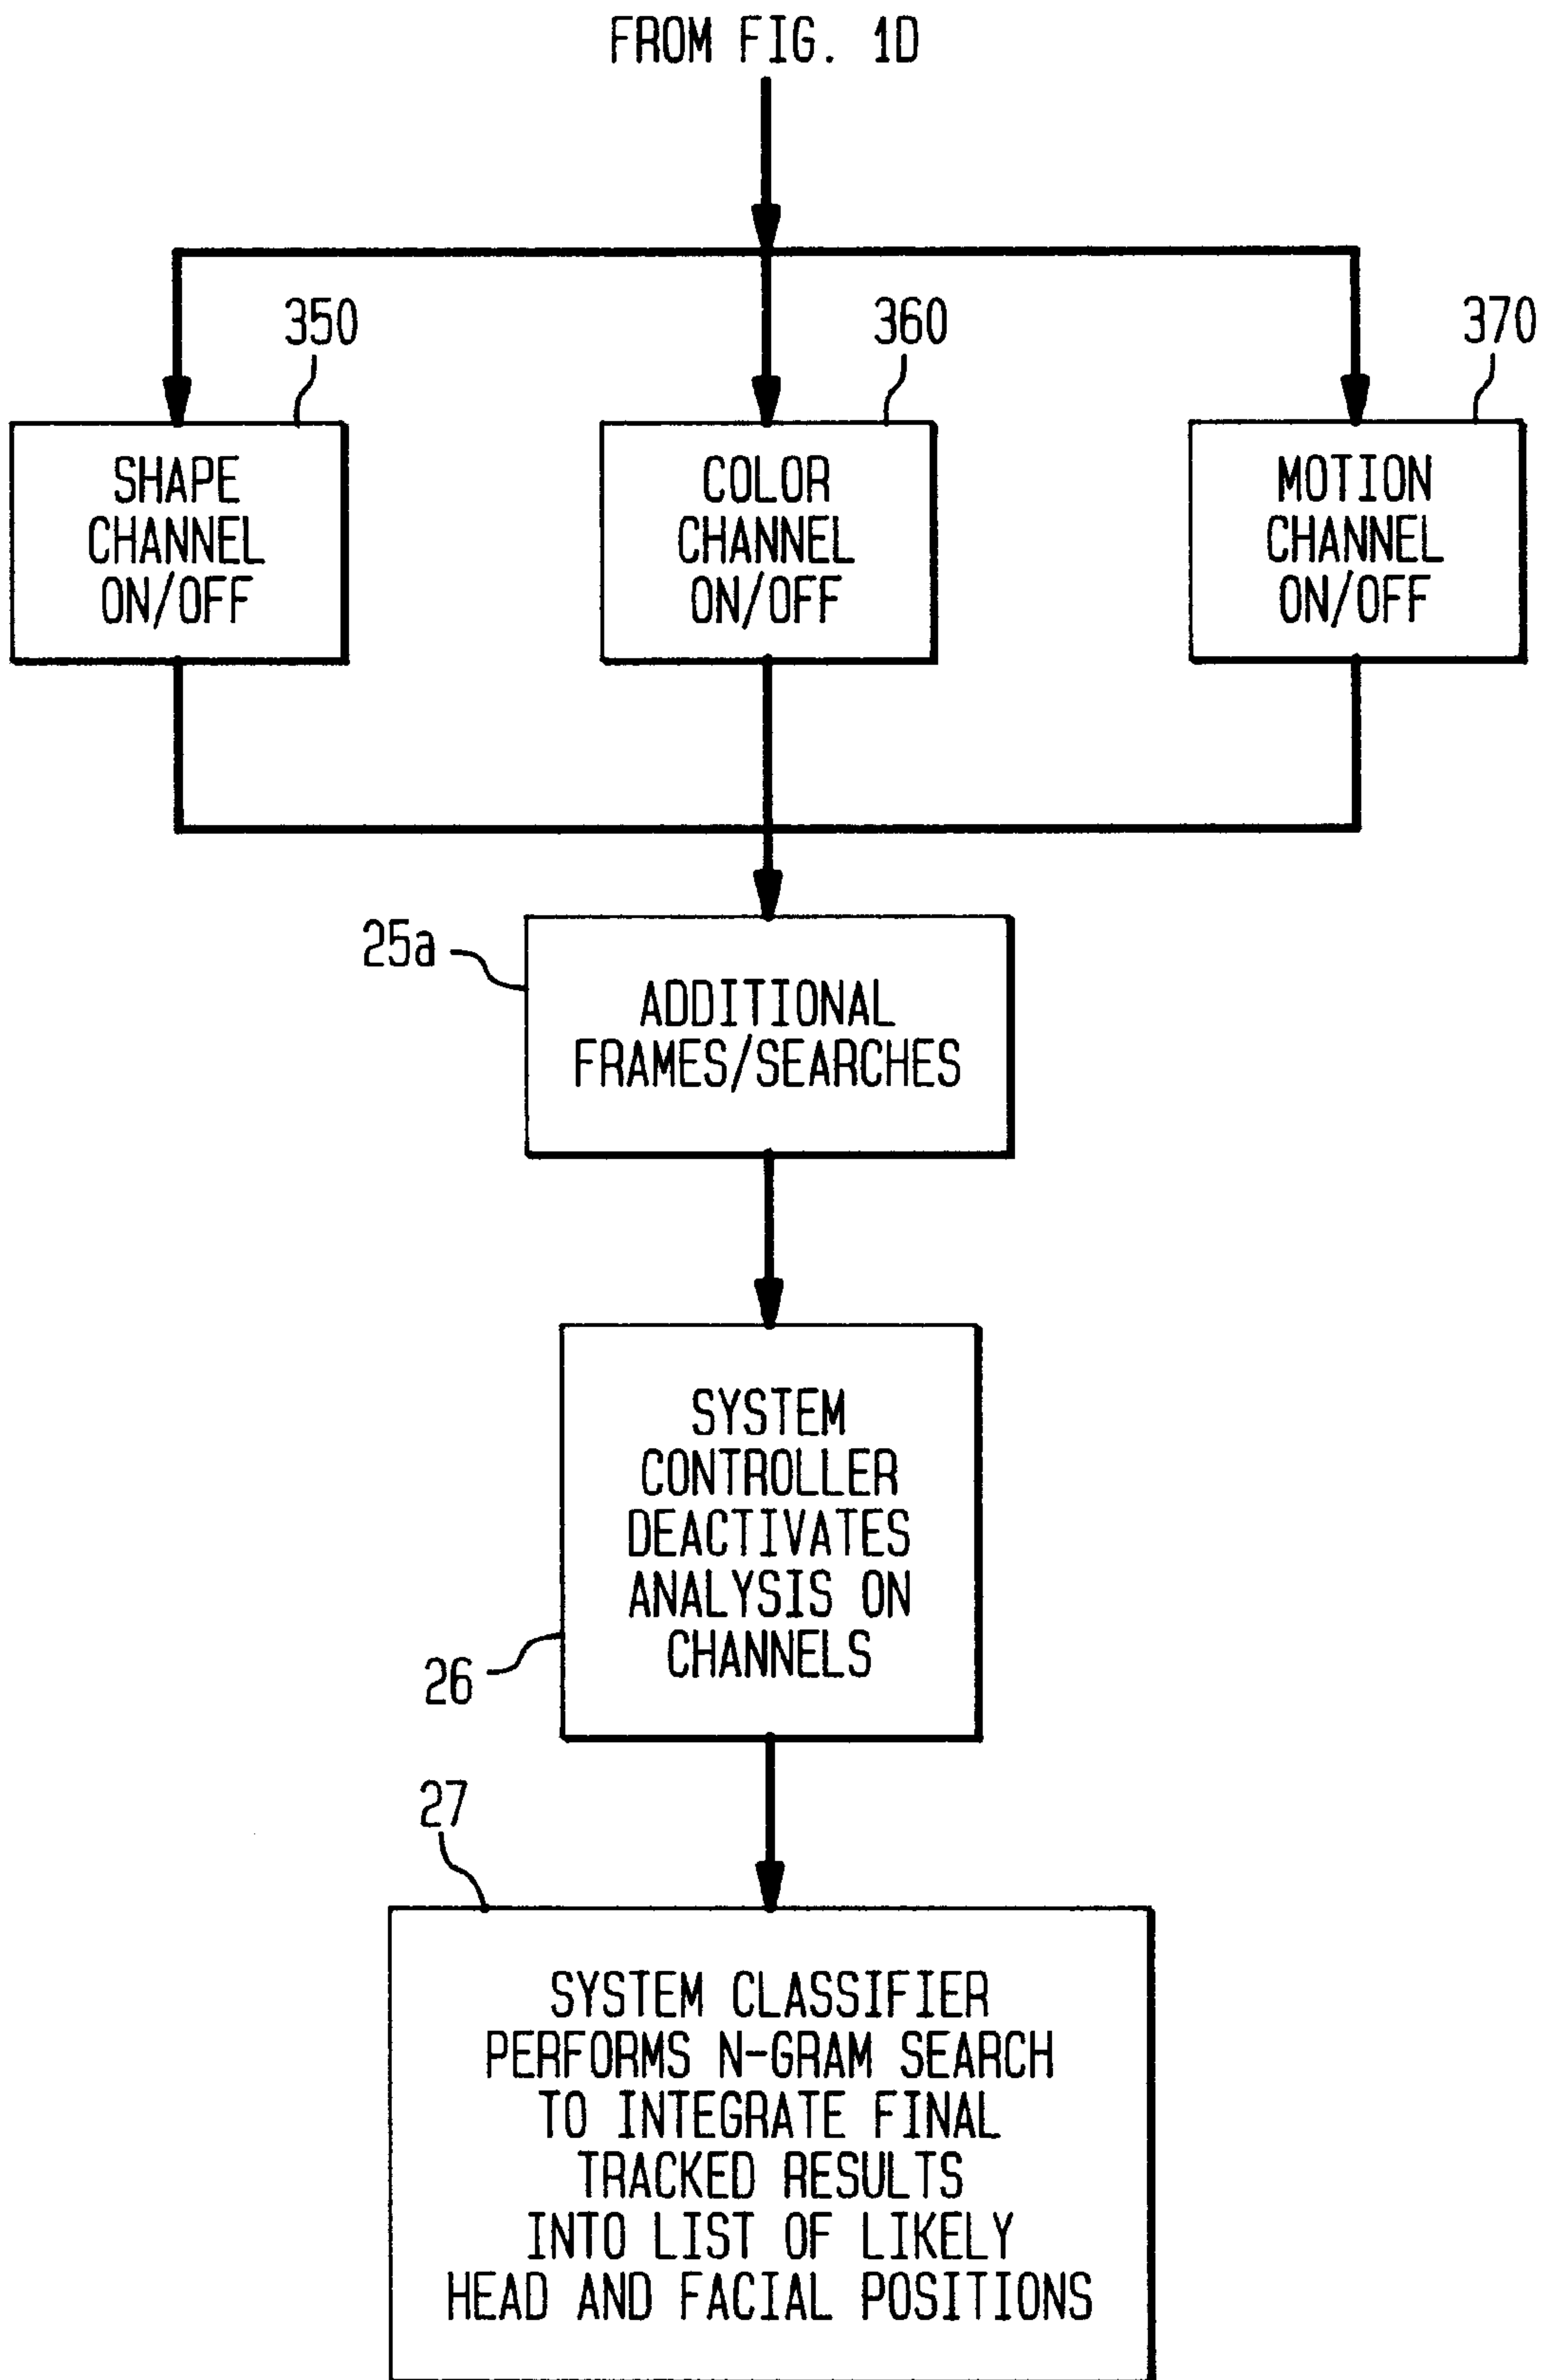 FROM FIG. 1D
350
360
370
SHAPE
CHANNEL
ON/OFF
COLOR
CHANNEL
ON/OFF
MOTION
CHANNEL
ON/OFF
25a
ADDITIONAL
FRAMES/SEARCHES
SYSTEM
CONTROLLER
DEACTIVATES
ANALYSIS ON
CHANNELS
26
27
SYSTEM CLASSIFIER
PERFORMS N-GRAM SEARCH
TO INTEGRATE FINAL
TRACKED RESULTS
INTO LIST OF LIKELY
HEAD AND FACIAL POSITIONS